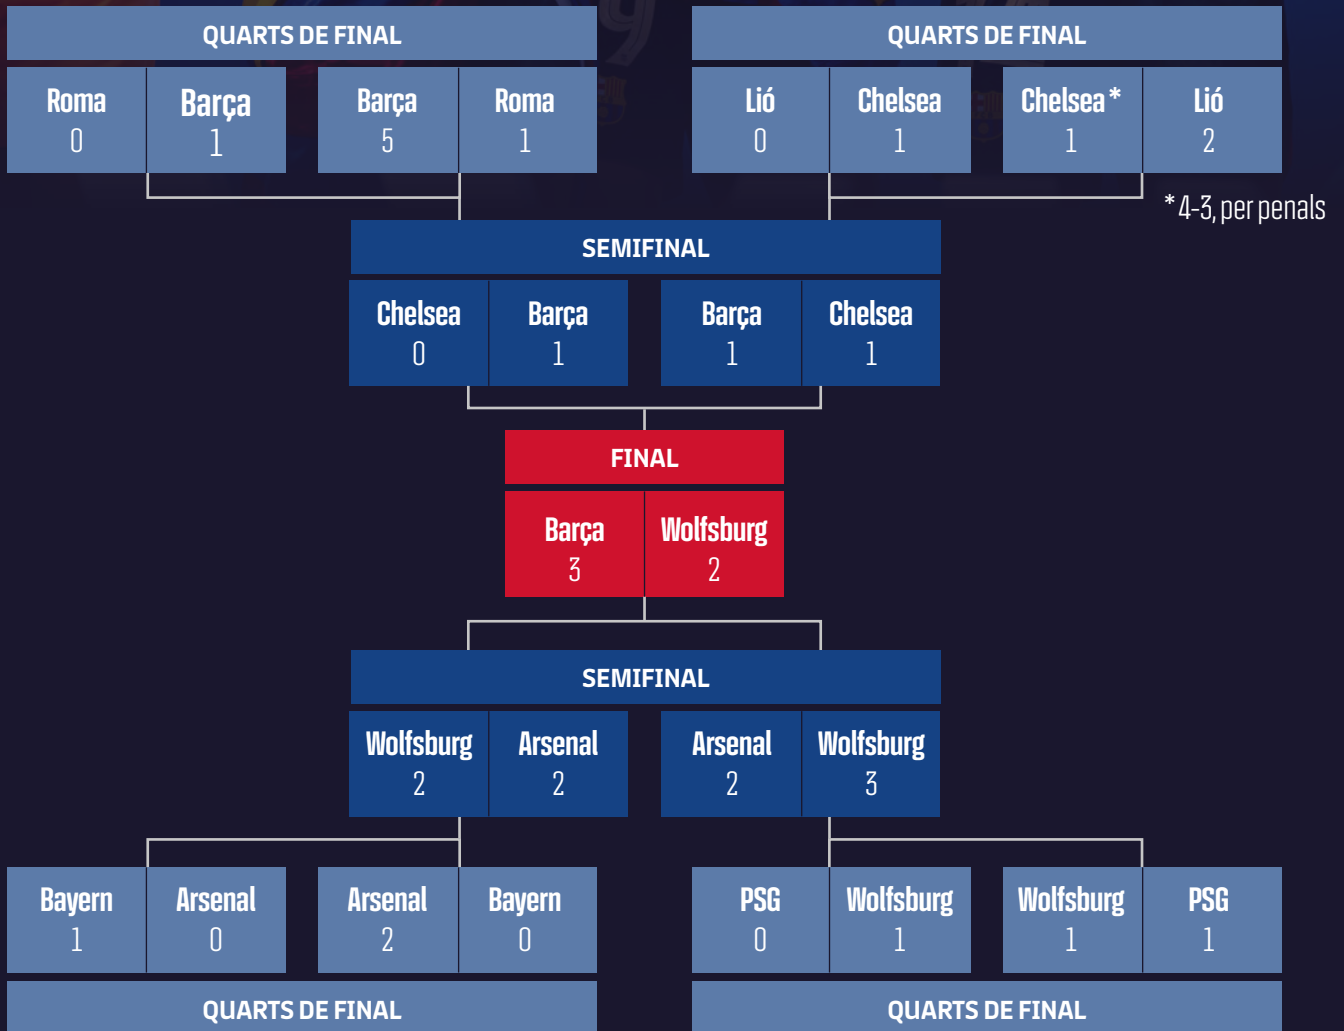 QUARTS DE FINAL QUARTS DE FINAL
Roma Barça Barça Roma Lió Chelsea Chelsea* Lió
0 1 5 1 0 1 1 2
*4-3, per penals
SEMIFINAL
Chelsea Barça Barça Chelsea
0 1 1 1
FINAL
Barça Wolfsburg
3 2
SEMIFINAL
Wolfsburg Arsenal Arsenal Wolfsburg
2 2 2 3
Bayern Arsenal Arsenal Bayern PSG Wolfsburg Wolfsburg PSG
1 0 2 0 0 1 1 1
QUARTS DE FINAL QUARTS DE FINAL